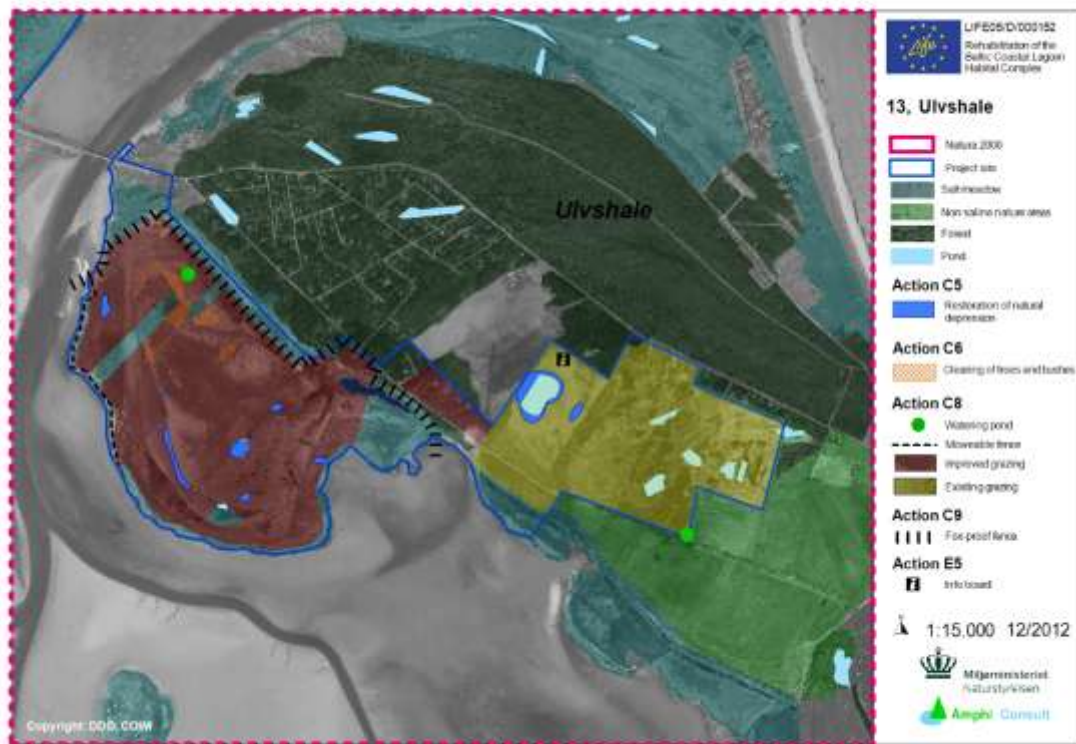 Ulvshale
Copyright: DDO, COWI
LIFE05/D/000152
Rehabilitation of the
Baltic Coastal Lagoon
Habitat Complex
13, Ulvshale
Natura 2000
Project site
Salt meadow
Non saline nature areas
Forest
Pond
Action C5
Restoration of natural
depression
Action C6
Clearing of trees and bushes
Action C8
Watering pond
Moveable fence
Improved grazing
Existing grazing
Action C9
Fox-proof fence
Action E5
Info board
1:15.000 12/2012
Miljøministeriet
Naturstyrelsen
Amphi Consult